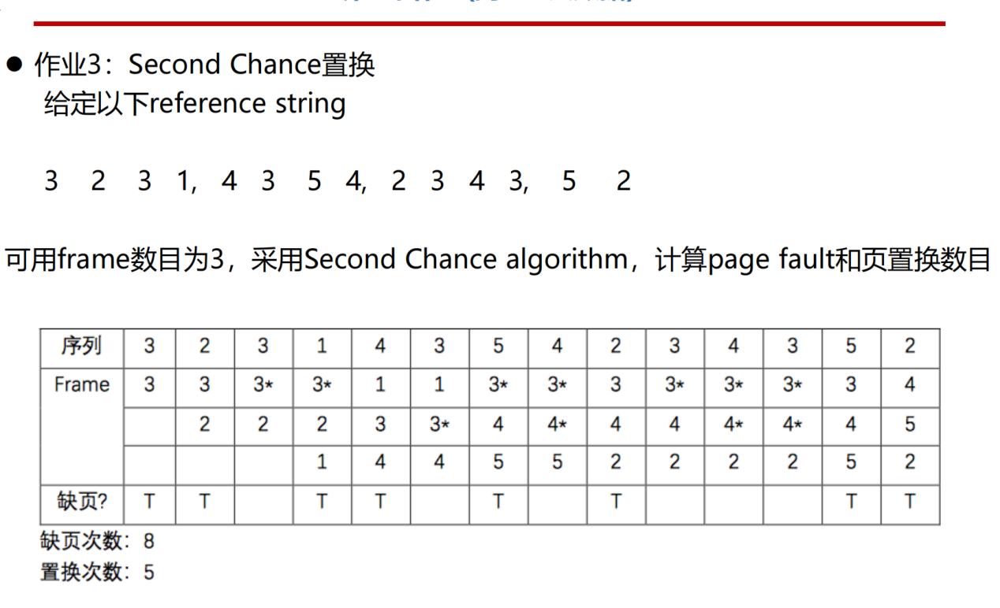 ● 作业3：Second Chance置换
给定以下reference string
3 2 3 1, 4 3 5 4, 2 3 4 3, 5 2
可用frame数目为3，采用Second Chance algorithm，计算page fault和页置换数目
序列 3 2 3 1 4 3 5 4 2 3 4 3 5 2
Frame 3 3 3* 3* 1 1 3* 3* 3 3* 3* 3* 3 4
2 2 2 3 3* 4 4* 4 4 4* 4* 4 5
1 4 4 5 5 2 2 2 2 5 2
缺页? T T T T T T T T
缺页次数：8
置换次数：5